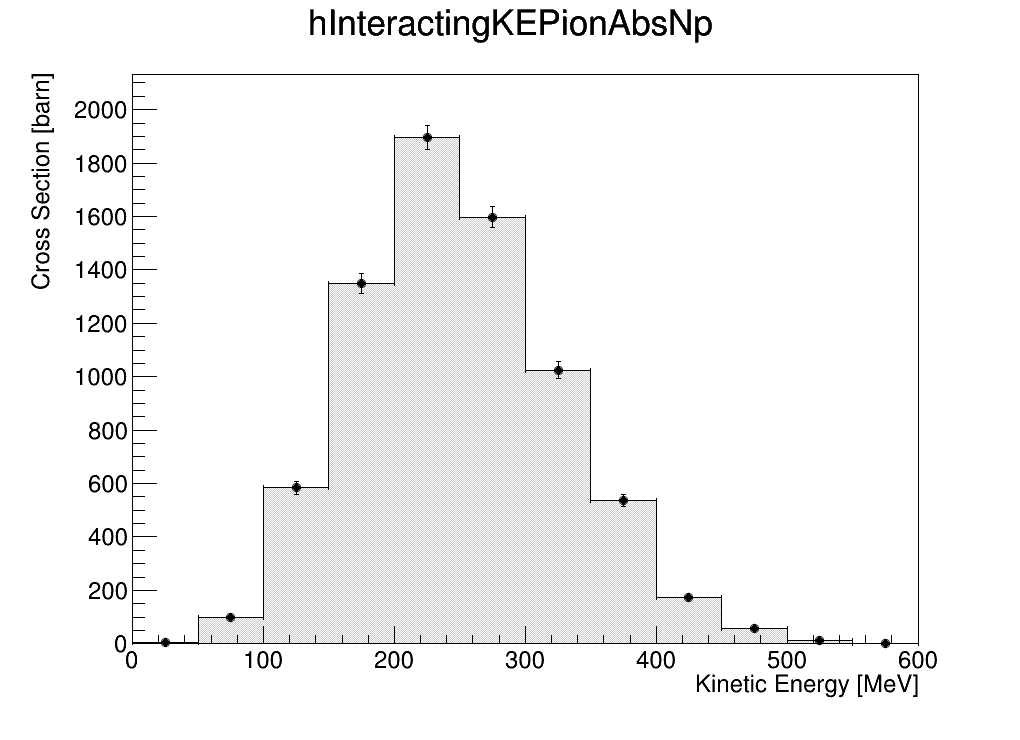 hInteractingKEPionAbsNp
Cross Section [barn]
2000
1800
1600
1400
1200
1000
800
600
400
200
0
0 100 200 300 400 500 600
Kinetic Energy [MeV]